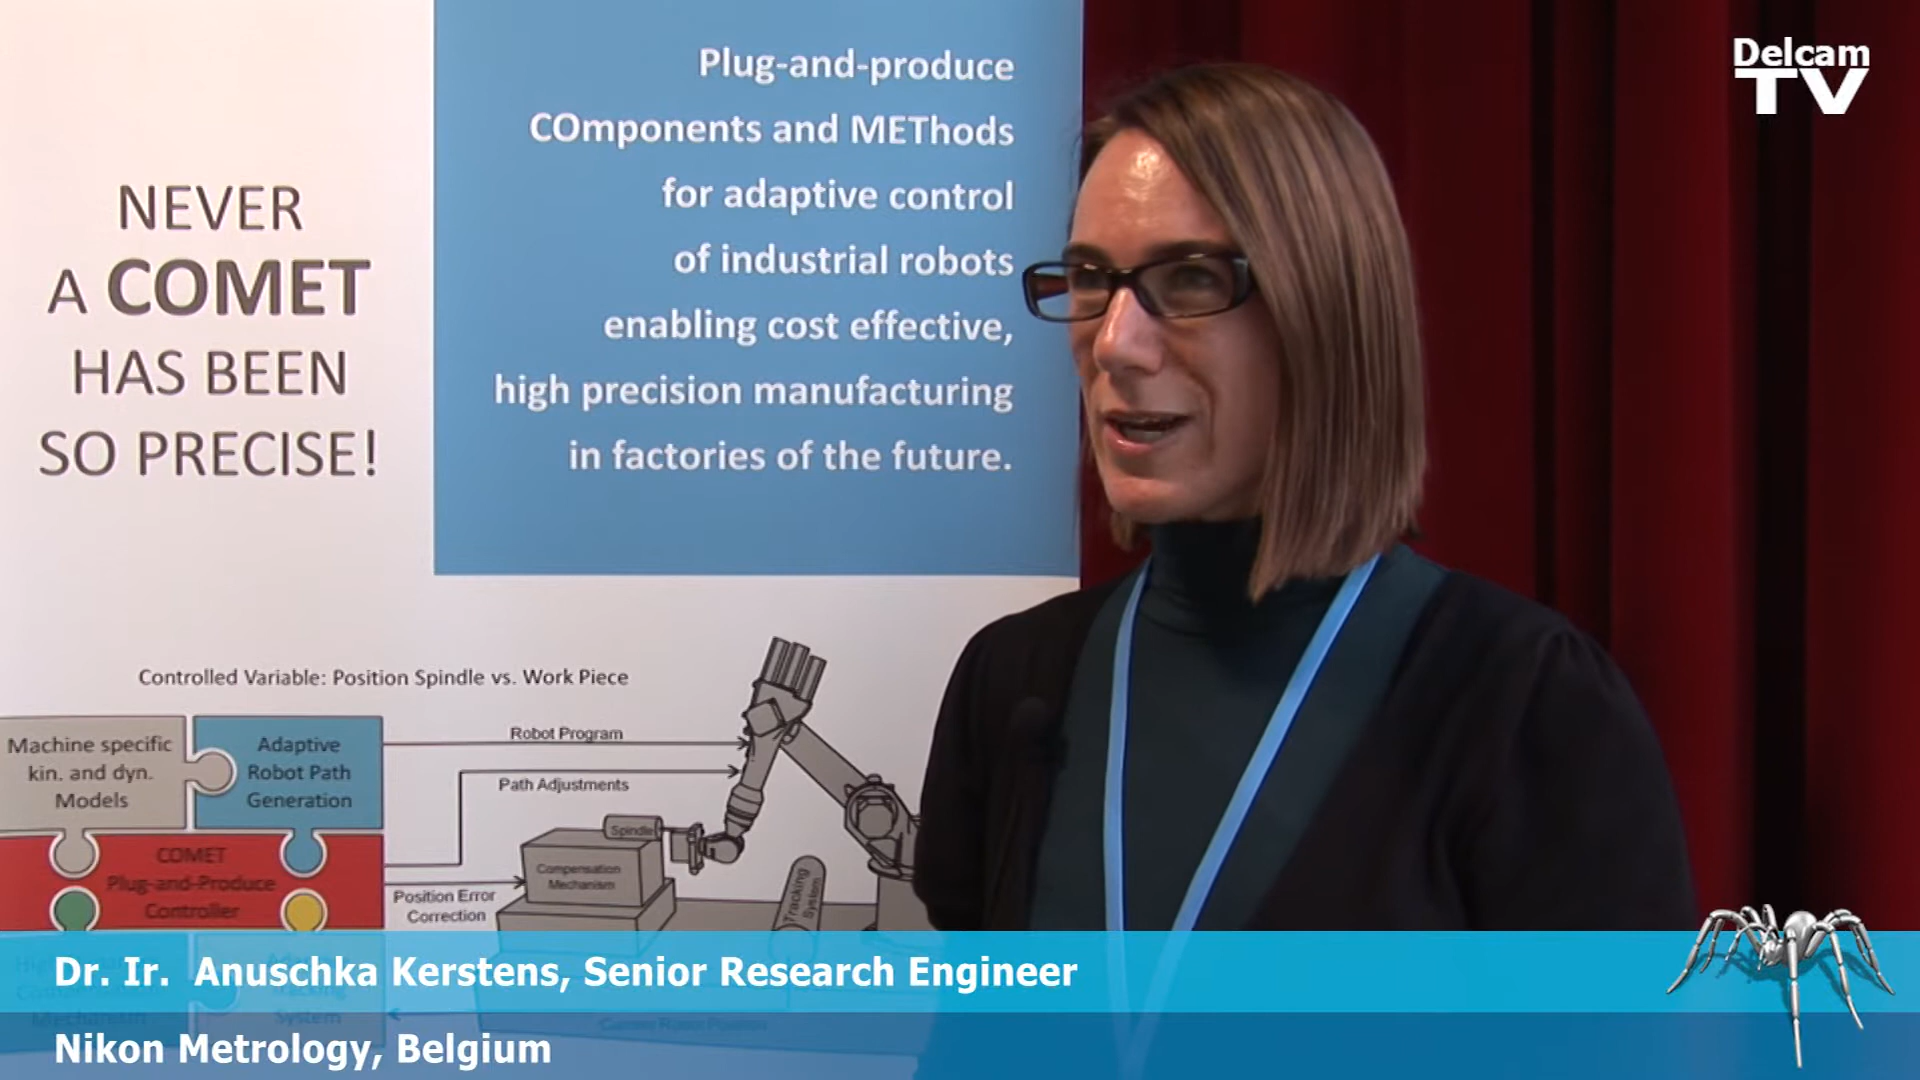 Delcam
TV
Plug-and-produce
COmponents and METhods
for adaptive control
of industrial robots
enabling cost effective,
high precision manufacturing
in factories of the future.
NEVER
A COMET
HAS BEEN
SO PRECISE!
Controlled Variable: Position Spindle vs. Work Piece
Machine specific
kin. and dyn.
Models
Adaptive
Robot Path
Generation
Robot Program
Path Adjustments
Spindle
Compensation
Mechanism
COMET
Plug-and-Produce
Controller
Position Error
Correction
Tracking
System
System
Dr. Ir. Anuschka Kerstens, Senior Research Engineer
Nikon Metrology, Belgium